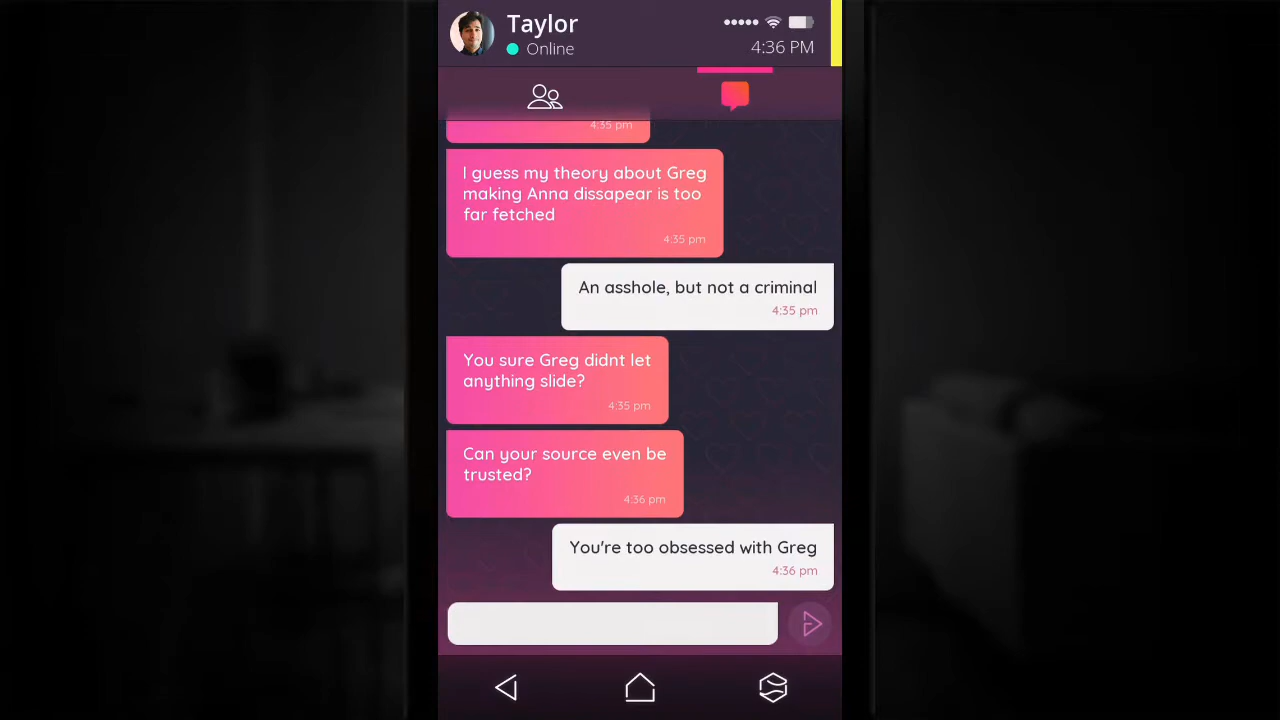 Taylor
Online
4:36 PM
4:35 pm
I guess my theory about Greg
making Anna dissapear is too
far fetched
4:35 pm
An asshole, but not a criminal
4:35 pm
You sure Greg didnt let
anything slide?
4:35 pm
Can your source even be
trusted?
4:36 pm
You're too obsessed with Greg
4:36 pm